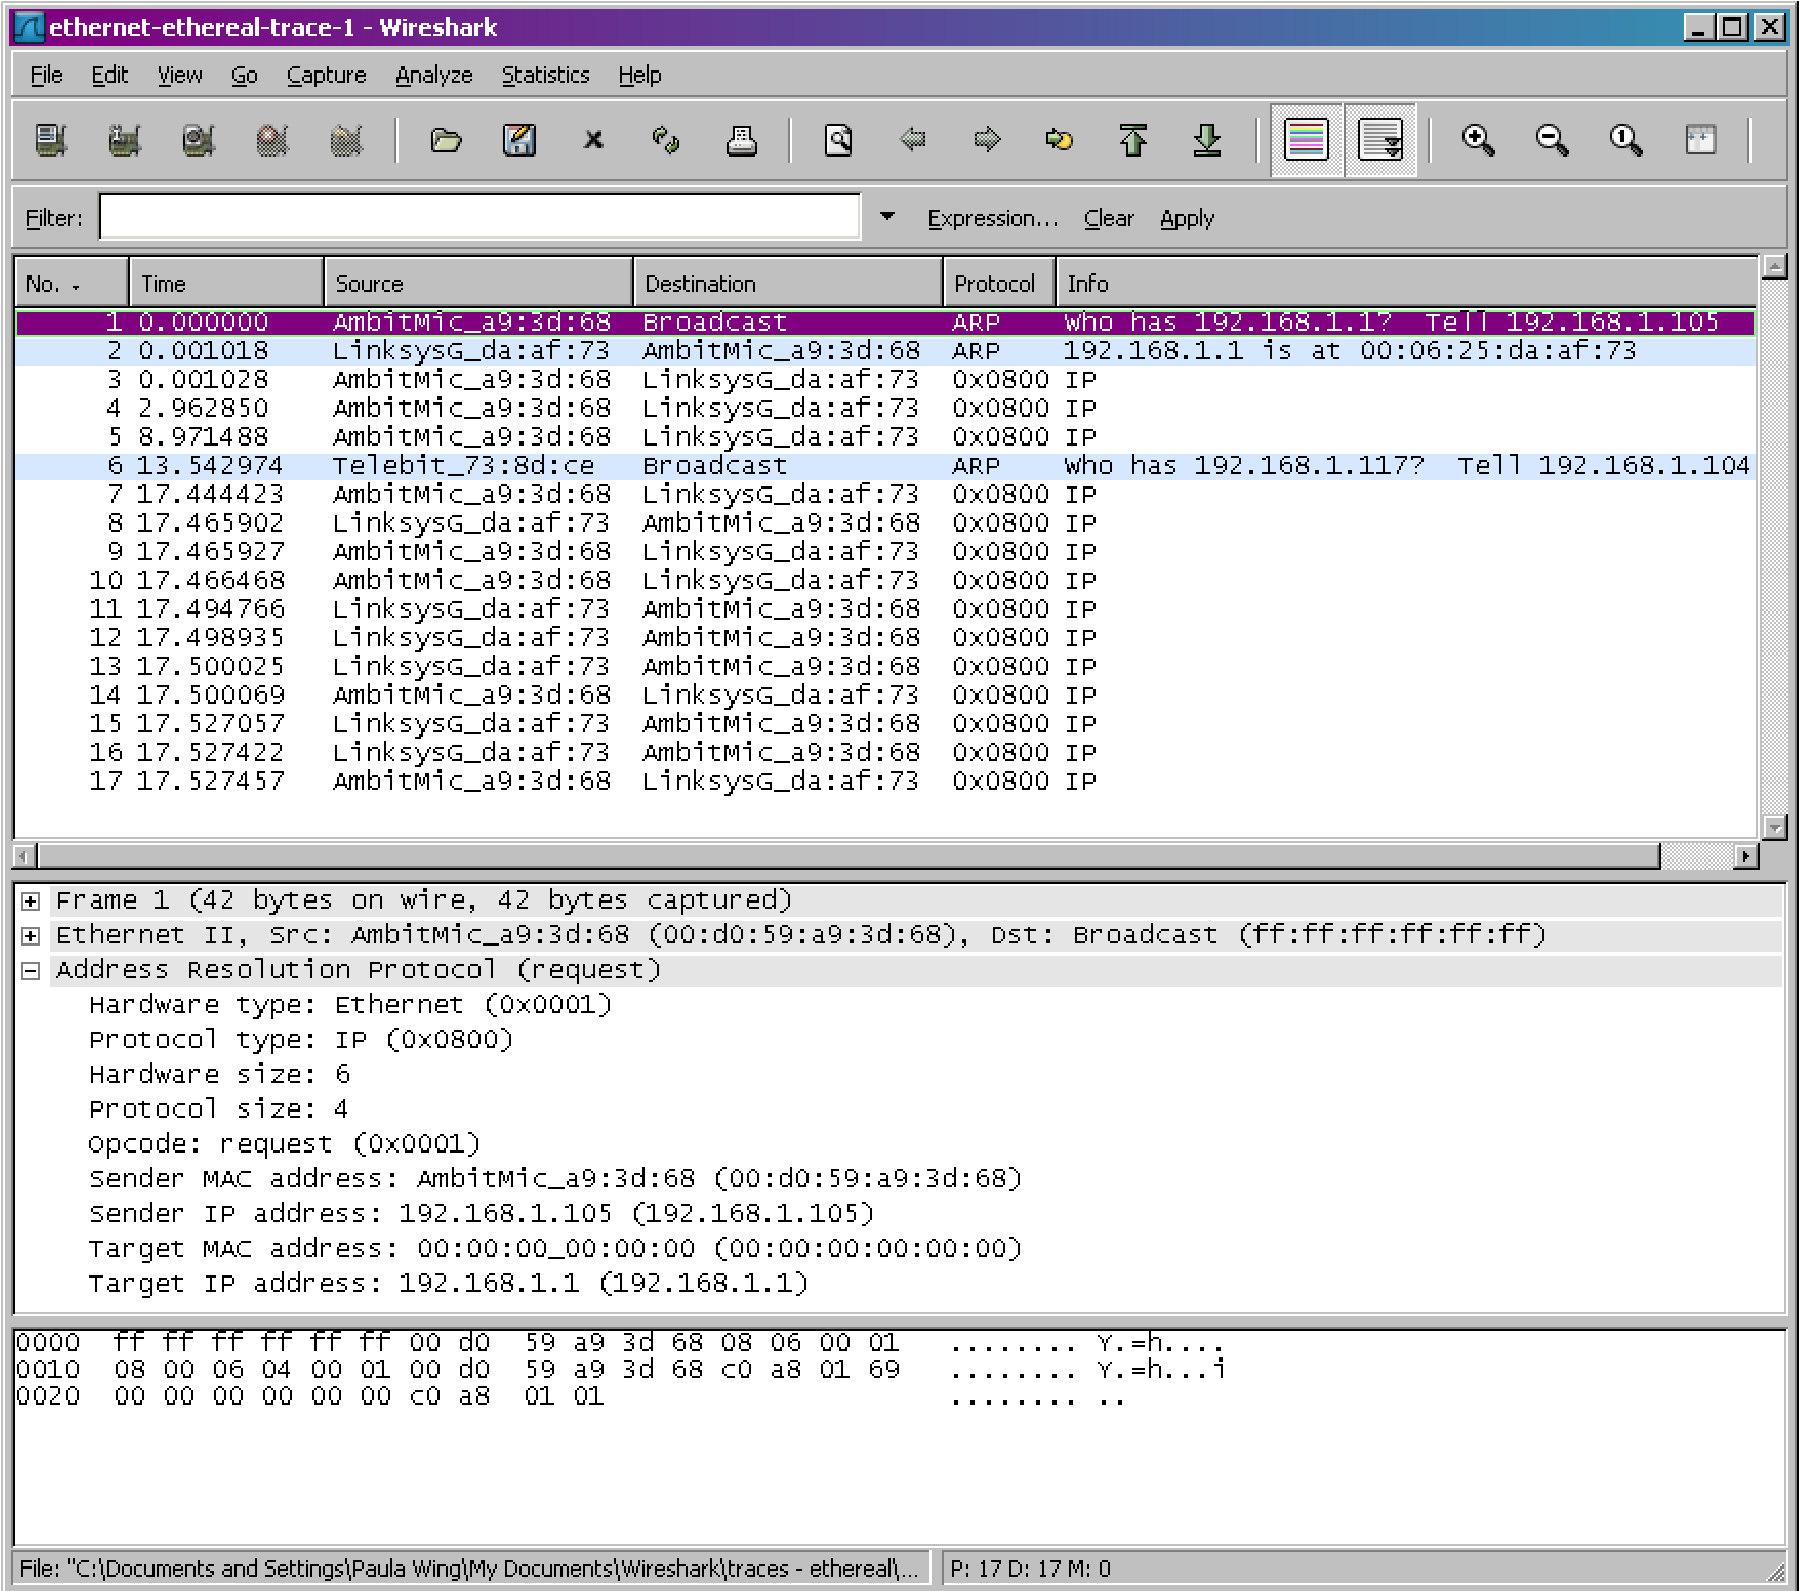 ethernet-ethereal-trace-1 - Wireshark
File Edit View Go Capture Analyze Statistics Help
Filter: Expression... Clear Apply
No. Time Source Destination Protocol Info
1 0.000000 AmbitMic_a9:3d:68 Broadcast ARP Who has 192.168.1.1? Tell 192.168.1.105
2 0.001018 LinksysG_da:af:73 AmbitMic_a9:3d:68 ARP 192.168.1.1 is at 00:06:25:da:af:73
3 0.001028 AmbitMic_a9:3d:68 LinksysG_da:af:73 0x0800 IP
4 2.962850 AmbitMic_a9:3d:68 LinksysG_da:af:73 0x0800 IP
5 8.971488 AmbitMic_a9:3d:68 LinksysG_da:af:73 0x0800 IP
6 13.542974 Telebit_73:8d:ce Broadcast ARP Who has 192.168.1.117? Tell 192.168.1.104
7 17.444423 AmbitMic_a9:3d:68 LinksysG_da:af:73 0x0800 IP
8 17.465902 LinksysG_da:af:73 AmbitMic_a9:3d:68 0x0800 IP
9 17.465927 AmbitMic_a9:3d:68 LinksysG_da:af:73 0x0800 IP
10 17.466468 AmbitMic_a9:3d:68 LinksysG_da:af:73 0x0800 IP
11 17.494766 LinksysG_da:af:73 AmbitMic_a9:3d:68 0x0800 IP
12 17.498935 LinksysG_da:af:73 AmbitMic_a9:3d:68 0x0800 IP
13 17.500025 LinksysG_da:af:73 AmbitMic_a9:3d:68 0x0800 IP
14 17.500069 AmbitMic_a9:3d:68 LinksysG_da:af:73 0x0800 IP
15 17.527057 LinksysG_da:af:73 AmbitMic_a9:3d:68 0x0800 IP
16 17.527422 LinksysG_da:af:73 AmbitMic_a9:3d:68 0x0800 IP
17 17.527457 AmbitMic_a9:3d:68 LinksysG_da:af:73 0x0800 IP
Frame 1 (42 bytes on wire, 42 bytes captured)
Ethernet II, Src: AmbitMic_a9:3d:68 (00:d0:59:a9:3d:68), Dst: Broadcast (ff:ff:ff:ff:ff:ff)
Address Resolution Protocol (request)
Hardware type: Ethernet (0x0001)
Protocol type: IP (0x0800)
Hardware size: 6
Protocol size: 4
Opcode: request (0x0001)
Sender MAC address: AmbitMic_a9:3d:68 (00:d0:59:a9:3d:68)
Sender IP address: 192.168.1.105 (192.168.1.105)
Target MAC address: 00:00:00_00:00:00 (00:00:00:00:00:00)
Target IP address: 192.168.1.1 (192.168.1.1)
0000 ff ff ff ff ff ff 00 d0 59 a9 3d 68 08 06 00 01 ........ Y.=h....
0010 08 00 06 04 00 01 00 d0 59 a9 3d 68 c0 a8 01 69 ........ Y.=h...i
0020 00 00 00 00 00 00 c0 a8 01 01 ........ ..
File: "C:\Documents and Settings\Paula Wing\My Documents\Wireshark\traces - ethereal\... P: 17 D: 17 M: 0